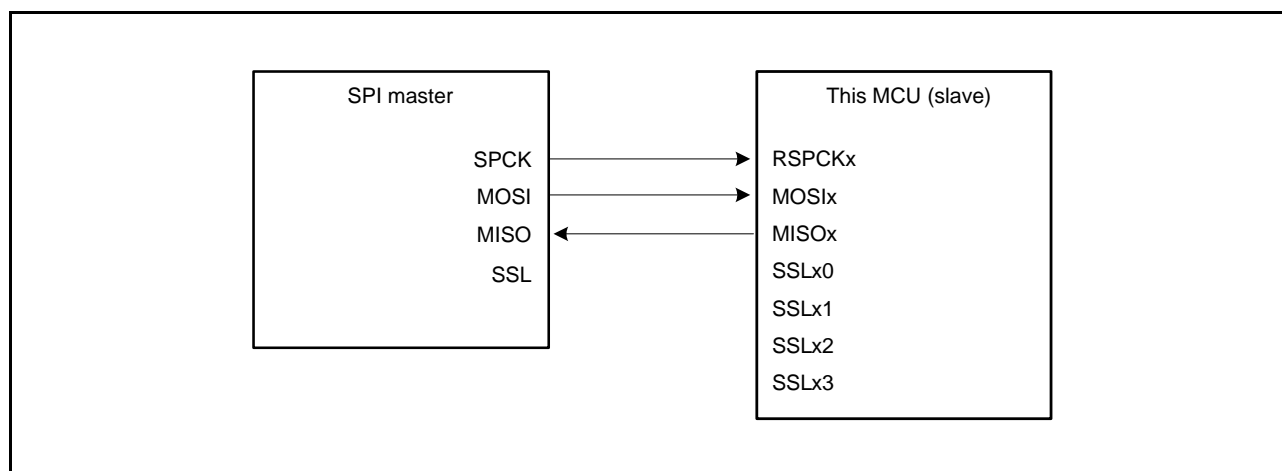 SPI master
SPCK
MOSI
MISO
SSL
This MCU (slave)
RSPCKx
MOSIx
MISOx
SSLx0
SSLx1
SSLx2
SSLx3